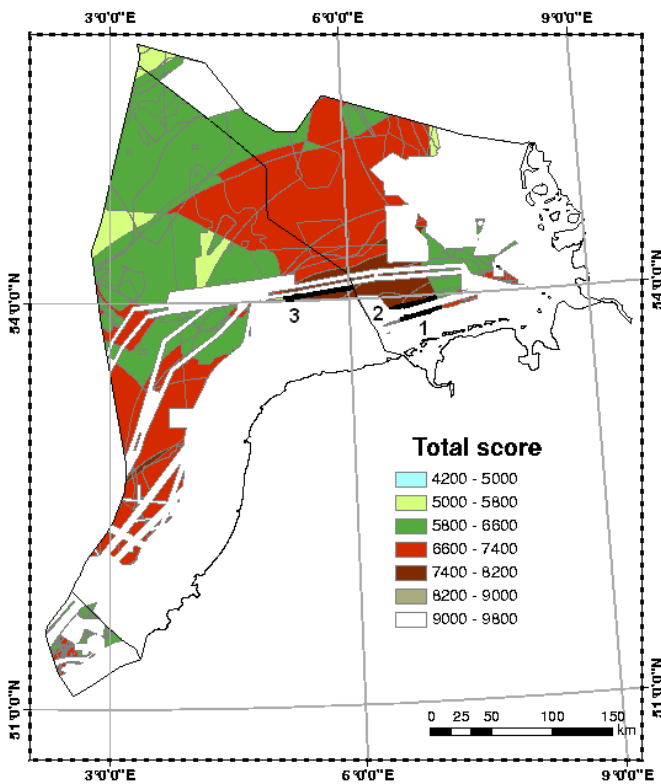 3°0'0"E 6°0'0"E 9°0'0"E
54°0'0"N
54°0'0"N
3
2
1
Total score
4200 - 5000
5000 - 5800
5800 - 6600
6600 - 7400
7400 - 8200
8200 - 9000
9000 - 9800
51°0'0"N
51°0'0"N
0 25 50 100 150
km
3°0'0"E 6°0'0"E 9°0'0"E